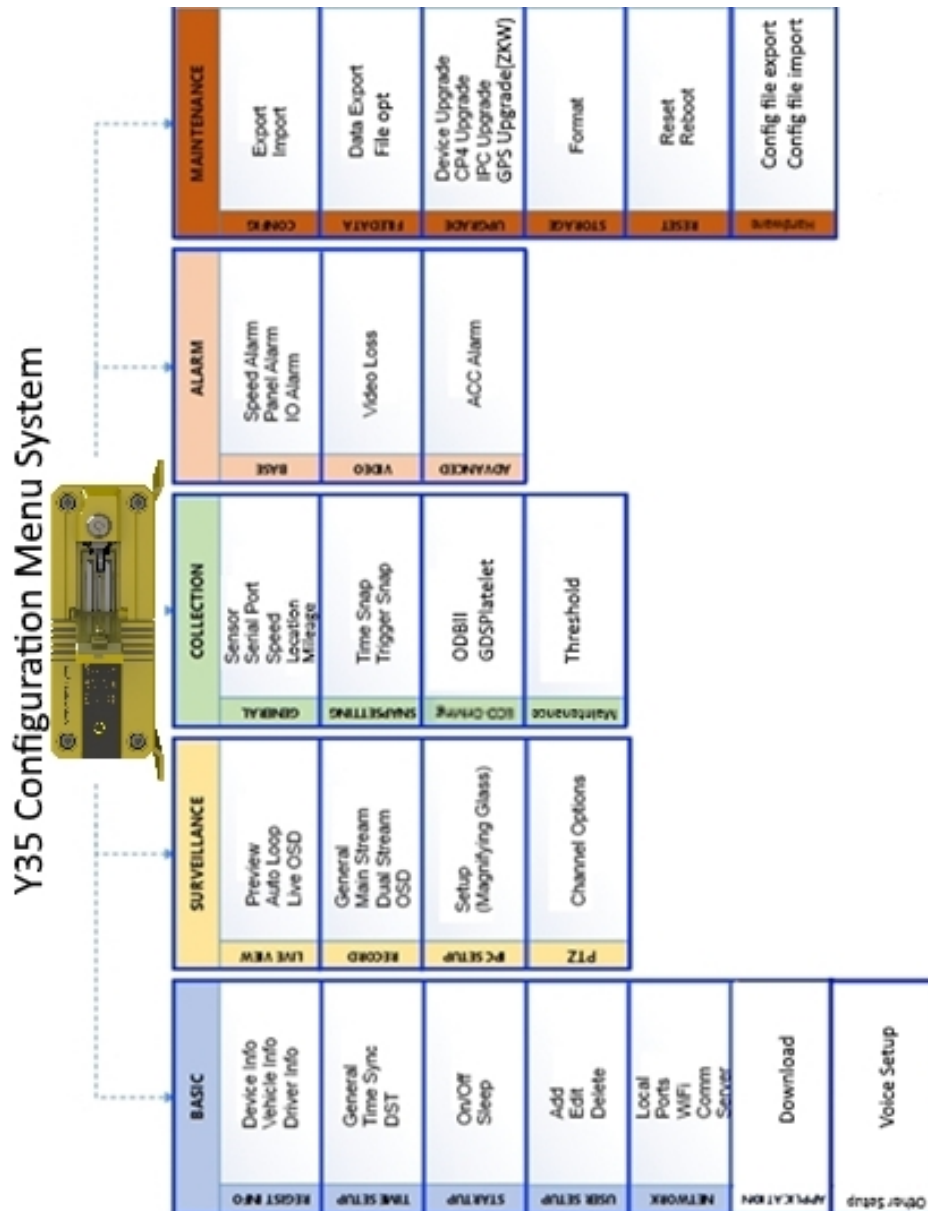 Y35 Configuration Menu System
BASIC
REGIST INFO
Device Info
Vehicle Info
Driver Info
TIME SETUP
General
Time Sync
DST
STARTUP
On/Off
Sleep
USER SETUP
Add
Edit
Delete
NETWORK
Local
Ports
WiFi
Comm
Server
APPLICATION
Download
Other Setup
Voice Setup
SURVEILLANCE
LIVE VIEW
Preview
Auto Loop
Live OSD
RECORD
General
Main Stream
Dual Stream
OSD
IPC SETUP
Setup
(Magnifying Glass)
PTZ
Channel Options
COLLECTION
GENERAL
Sensor
Serial Port
Speed
Location
Mileage
SNAPSETTING
Time Snap
Trigger Snap
ECO-Driving
ODBII
GDSPlatelet
Maintenance
Threshold
ALARM
BASE
Speed Alarm
Panel Alarm
IO Alarm
VIDEO
Video Loss
ADVANCED
ACC Alarm
MAINTENANCE
CONFIG
Export
Import
FILEDATA
Data Export
File opt
UPGRADE
Device Upgrade
CP4 Upgrade
IPC Upgrade
GPS Upgrade(ZKW)
STORAGE
Format
RESET
Reset
Reboot
Hardware
Config file export
Config file import